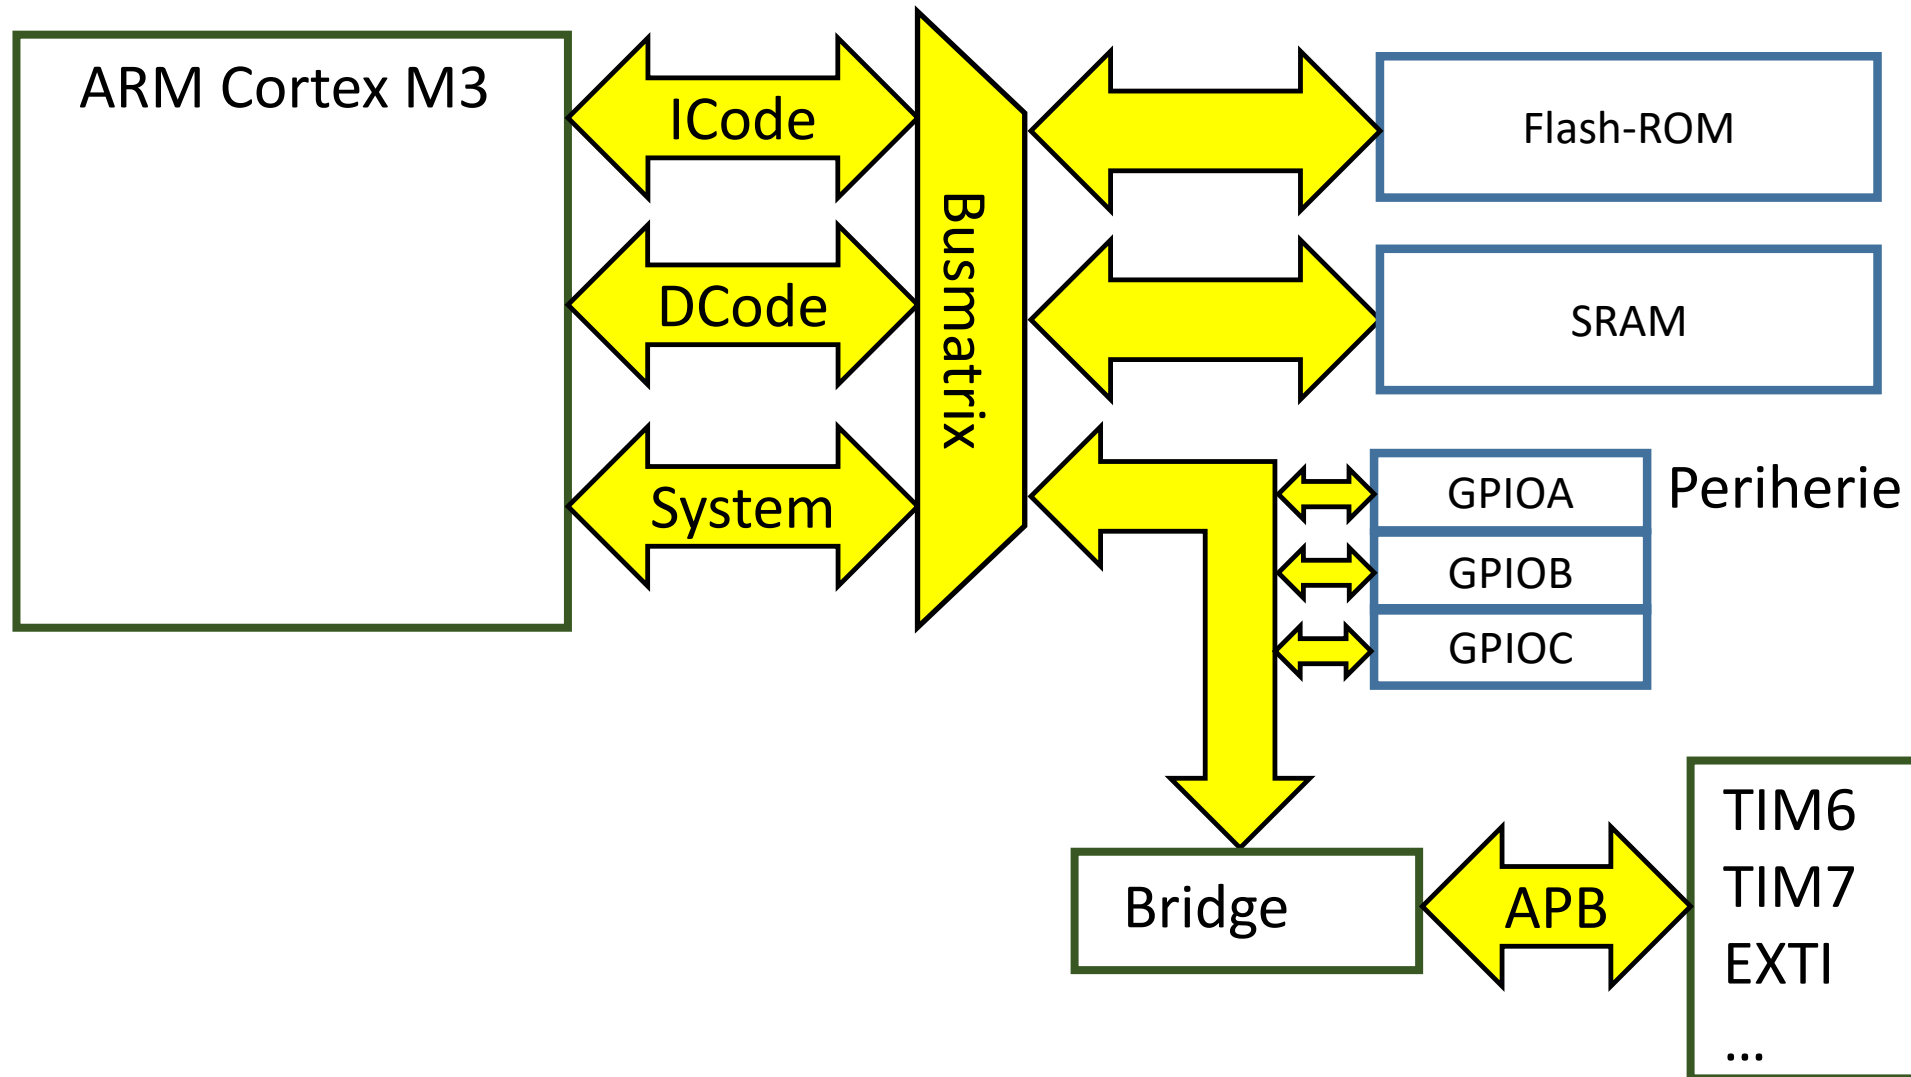 ARM Cortex M3
ICode
DCode
System
Busmatrix
Flash-ROM
SRAM
GPIOA
Periherie
GPIOB
GPIOC
Bridge
APB
TIM6
TIM7
EXTI
...